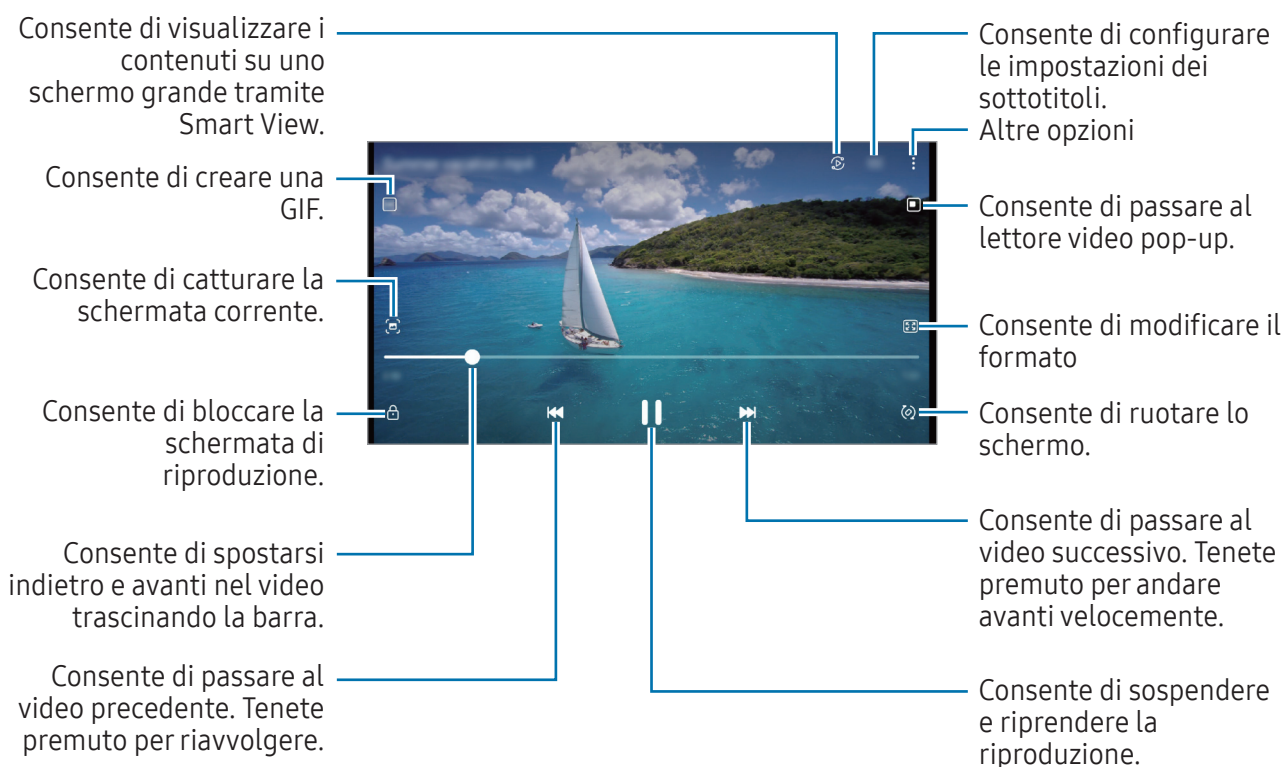 Consente di visualizzare i
contenuti su uno
schermo grande tramite
Smart View.
Consente di creare una
GIF.
Consente di catturare la
schermata corrente.
Consente di bloccare la
schermata di
riproduzione.
Consente di spostarsi
indietro e avanti nel video
trascinando la barra.
Consente di passare al
video precedente. Tenete
premuto per riavvolgere.
Consente di configurare
le impostazioni dei
sottotitoli.
Altre opzioni
Consente di passare al
lettore video pop-up.
Consente di modificare il
formato
Consente di ruotare lo
schermo.
Consente di passare al
video successivo. Tenete
premuto per andare
avanti velocemente.
Consente di sospendere
e riprendere la
riproduzione.